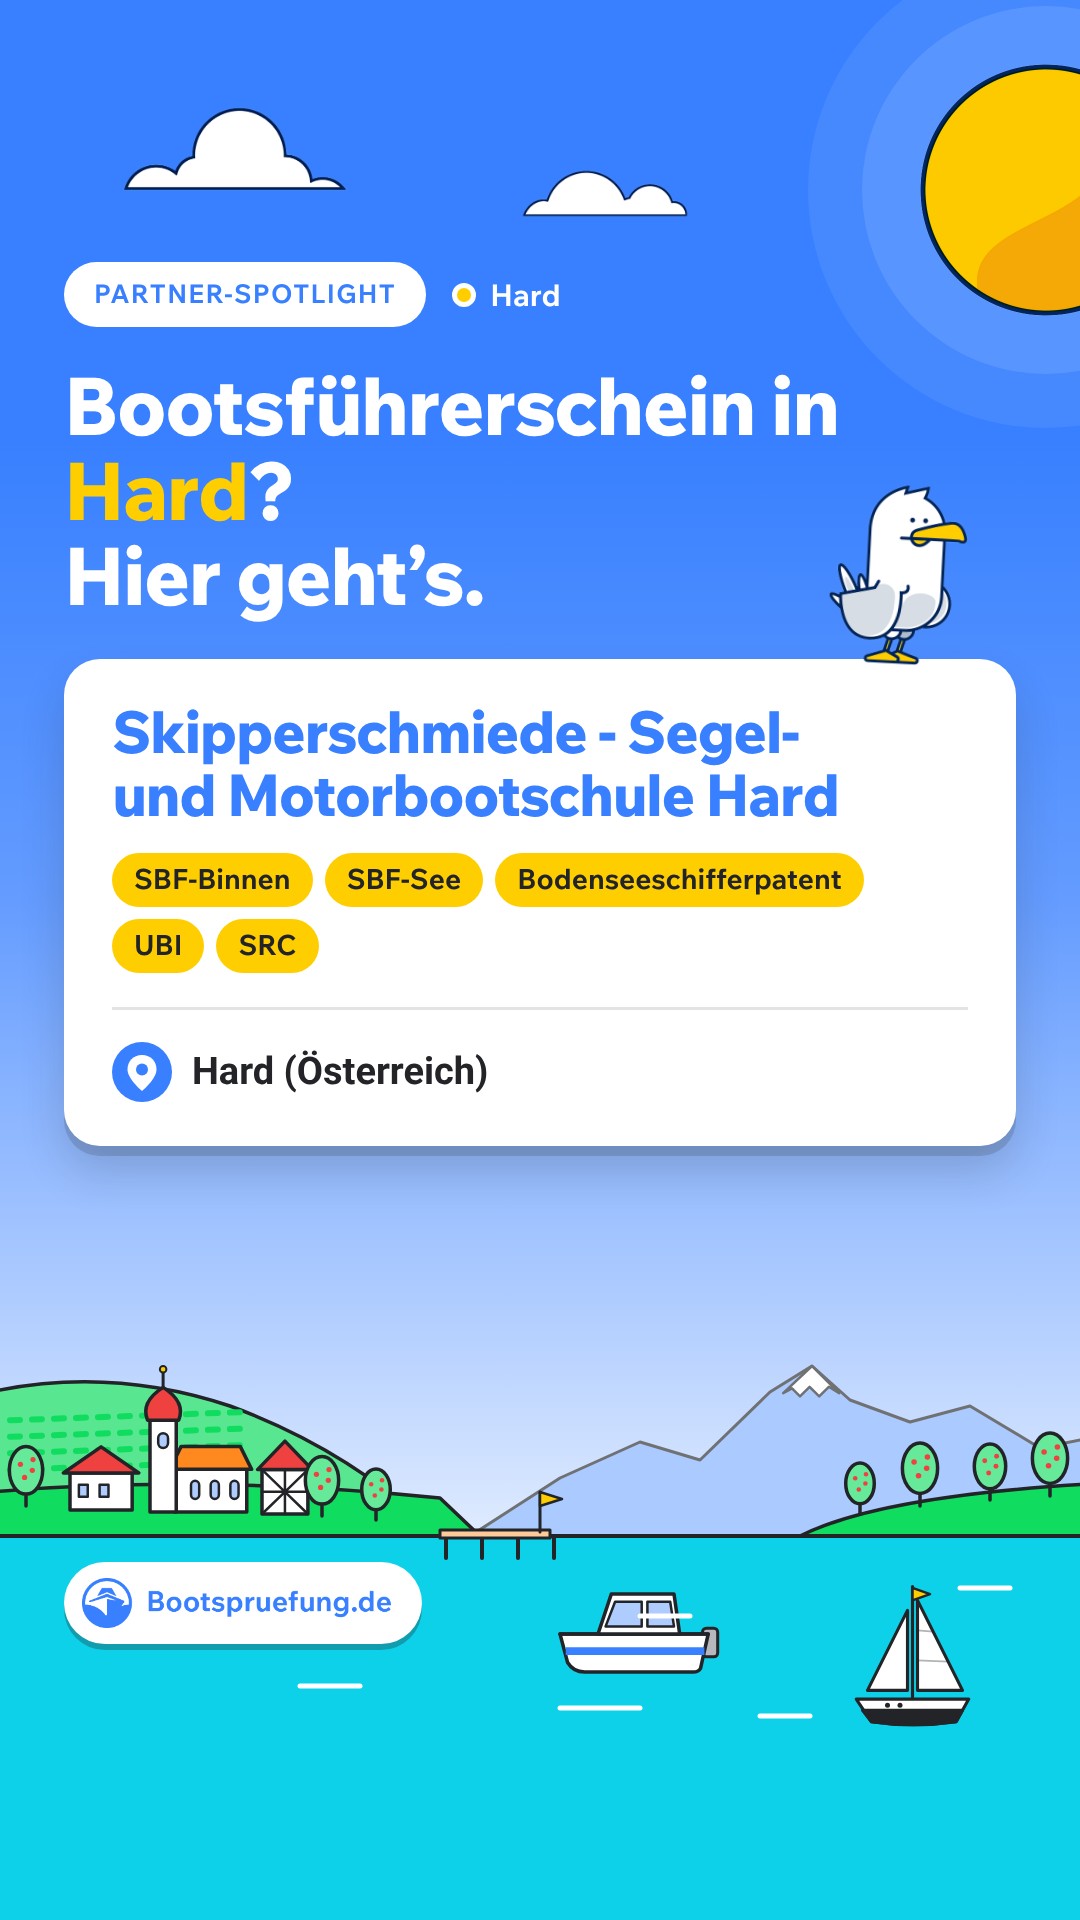 PARTNER-SPOTLIGHT
Hard
Bootsführerschein in
Hard?
Hier geht’s.
Skipperschmiede - Segel-
und Motorbootschule Hard
SBF-Binnen SBF-See Bodenseeschifferpatent
UBI SRC
Hard (Österreich)
Bootspruefung.de